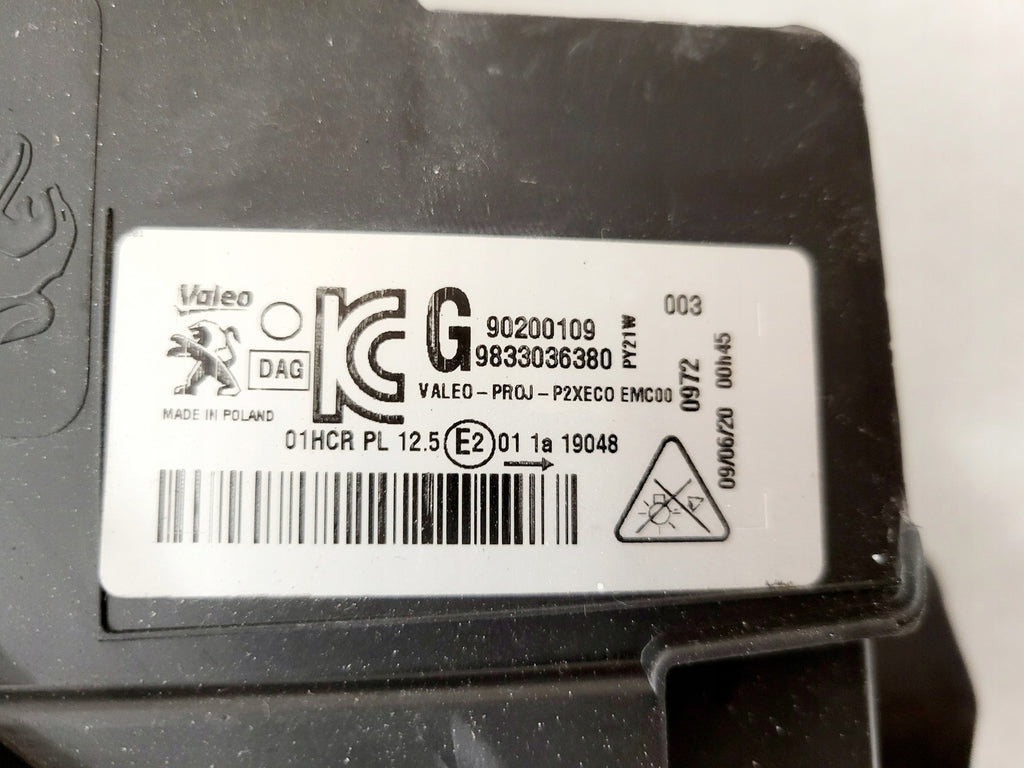 Valeo
DAG
MADE IN POLAND
KC
G
90200109
9833036380
PY21W
VALEO-PROJ-P2XECO EMC00
003
0972
09/06/20 00h45
01HCR PL 12.5 E2 01 1a 19048